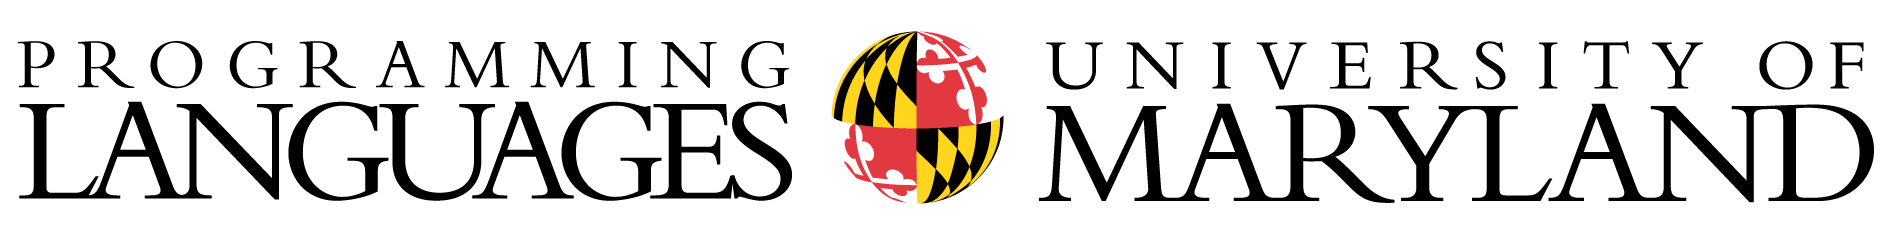 PROGRAMMING
LANGUAGES
UNIVERSITY OF
MARYLAND